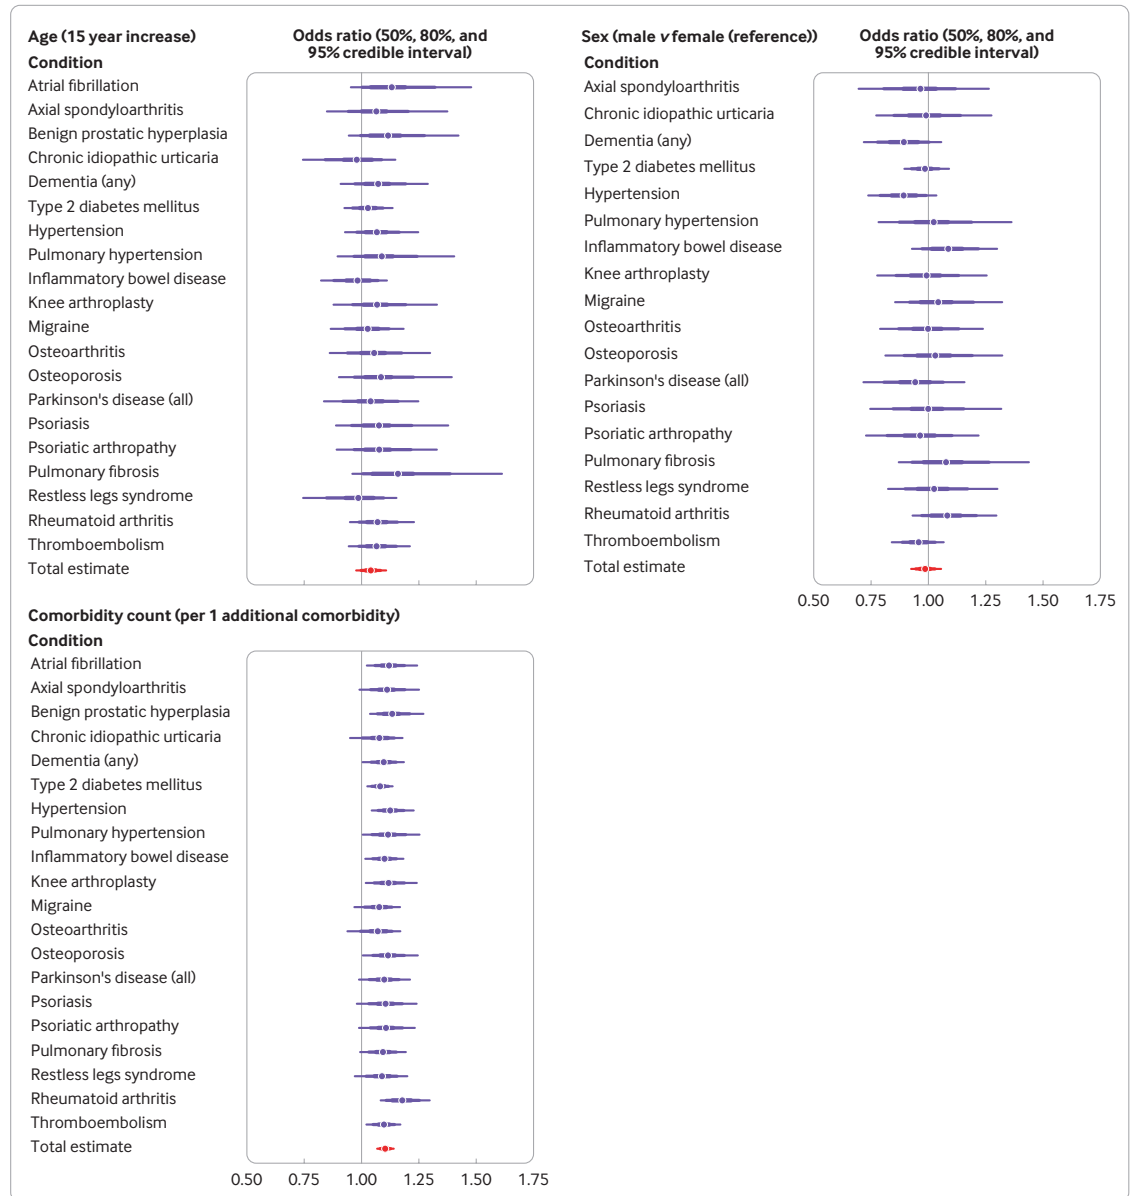 Age (15 year increase)
Odds ratio (50%, 80%, and
95% credible interval)
Condition
Atrial fibrillation
Axial spondyloarthritis
Benign prostatic hyperplasia
Chronic idiopathic urticaria
Dementia (any)
Type 2 diabetes mellitus
Hypertension
Pulmonary hypertension
Inflammatory bowel disease
Knee arthroplasty
Migraine
Osteoarthritis
Osteoporosis
Parkinson's disease (all)
Psoriasis
Psoriatic arthropathy
Pulmonary fibrosis
Restless legs syndrome
Rheumatoid arthritis
Thromboembolism
Total estimate
Sex (male v female (reference))
Odds ratio (50%, 80%, and
95% credible interval)
Condition
Axial spondyloarthritis
Chronic idiopathic urticaria
Dementia (any)
Type 2 diabetes mellitus
Hypertension
Pulmonary hypertension
Inflammatory bowel disease
Knee arthroplasty
Migraine
Osteoarthritis
Osteoporosis
Parkinson's disease (all)
Psoriasis
Psoriatic arthropathy
Pulmonary fibrosis
Restless legs syndrome
Rheumatoid arthritis
Thromboembolism
Total estimate
0.50 0.75 1.00 1.25 1.50 1.75
Comorbidity count (per 1 additional comorbidity)
Condition
Atrial fibrillation
Axial spondyloarthritis
Benign prostatic hyperplasia
Chronic idiopathic urticaria
Dementia (any)
Type 2 diabetes mellitus
Hypertension
Pulmonary hypertension
Inflammatory bowel disease
Knee arthroplasty
Migraine
Osteoarthritis
Osteoporosis
Parkinson's disease (all)
Psoriasis
Psoriatic arthropathy
Pulmonary fibrosis
Restless legs syndrome
Rheumatoid arthritis
Thromboembolism
Total estimate
0.50 0.75 1.00 1.25 1.50 1.75